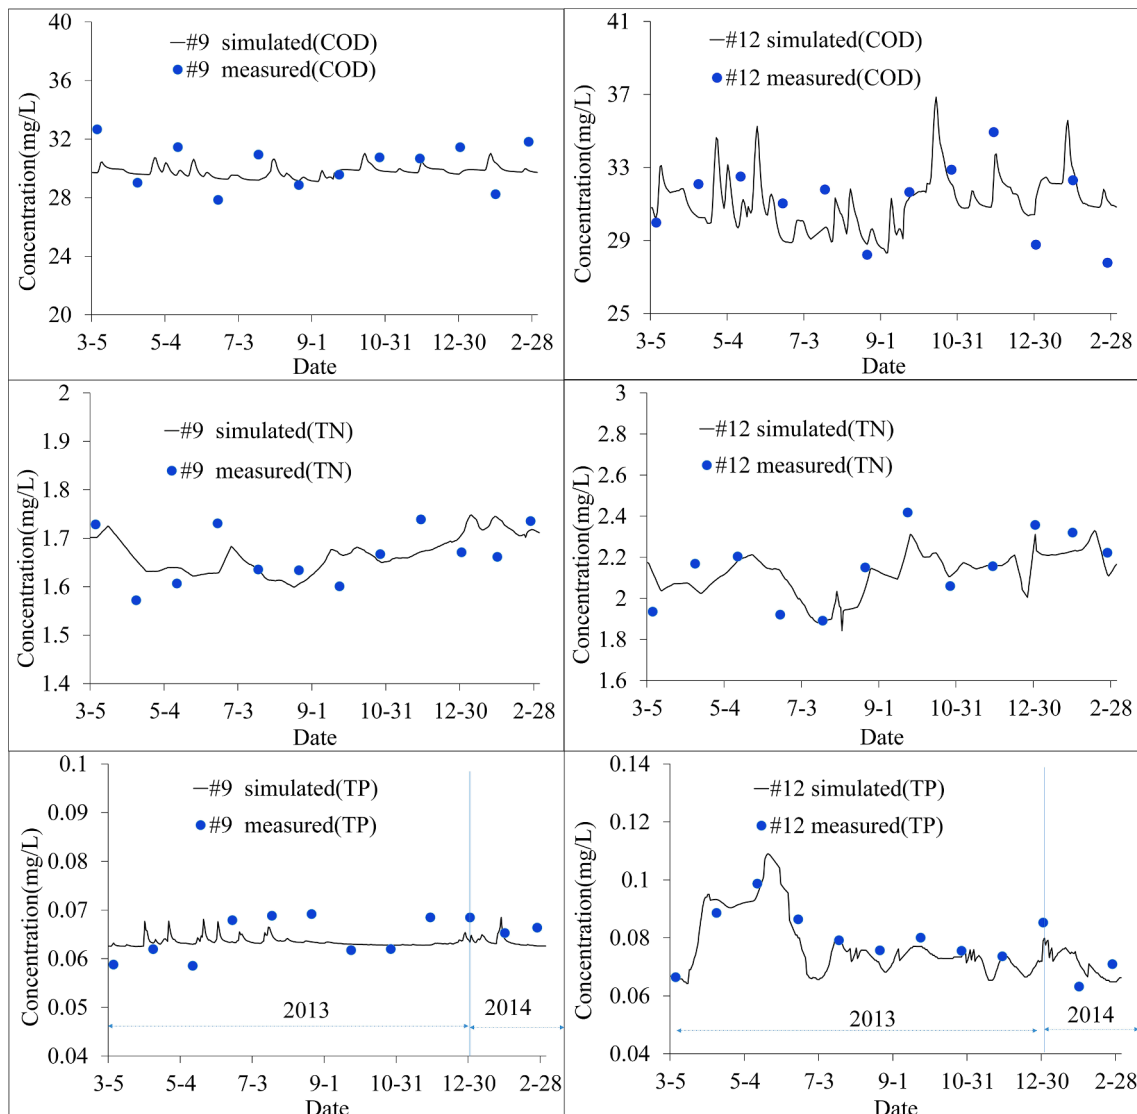 40
36
32
28
24
20
Concentration(mg/L)
#9 simulated(COD)
#9 measured(COD)
3-5 5-4 7-3 9-1 10-31 12-30 2-28
Date
41
37
33
29
25
Concentration(mg/L)
#12 simulated(COD)
#12 measured(COD)
3-5 5-4 7-3 9-1 10-31 12-30 2-28
Date
2
1.9
1.8
1.7
1.6
1.5
1.4
Concentration(mg/L)
#9 simulated(TN)
#9 measured(TN)
3-5 5-4 7-3 9-1 10-31 12-30 2-28
Date
3
2.8
2.6
2.4
2.2
2
1.8
1.6
Concentration(mg/L)
#12 simulated(TN)
#12 measured(TN)
3-5 5-4 7-3 9-1 10-31 12-30 2-28
Date
0.1
0.09
0.08
0.07
0.06
0.05
0.04
Concentration(mg/L)
#9 simulated(TP)
#9 measured(TP)
2013 2014
3-5 5-4 7-3 9-1 10-31 12-30 2-28
Date
0.14
0.12
0.1
0.08
0.06
0.04
Concentration(mg/L)
#12 simulated(TP)
#12 measured(TP)
2013 2014
3-5 5-4 7-3 9-1 10-31 12-30 2-28
Date